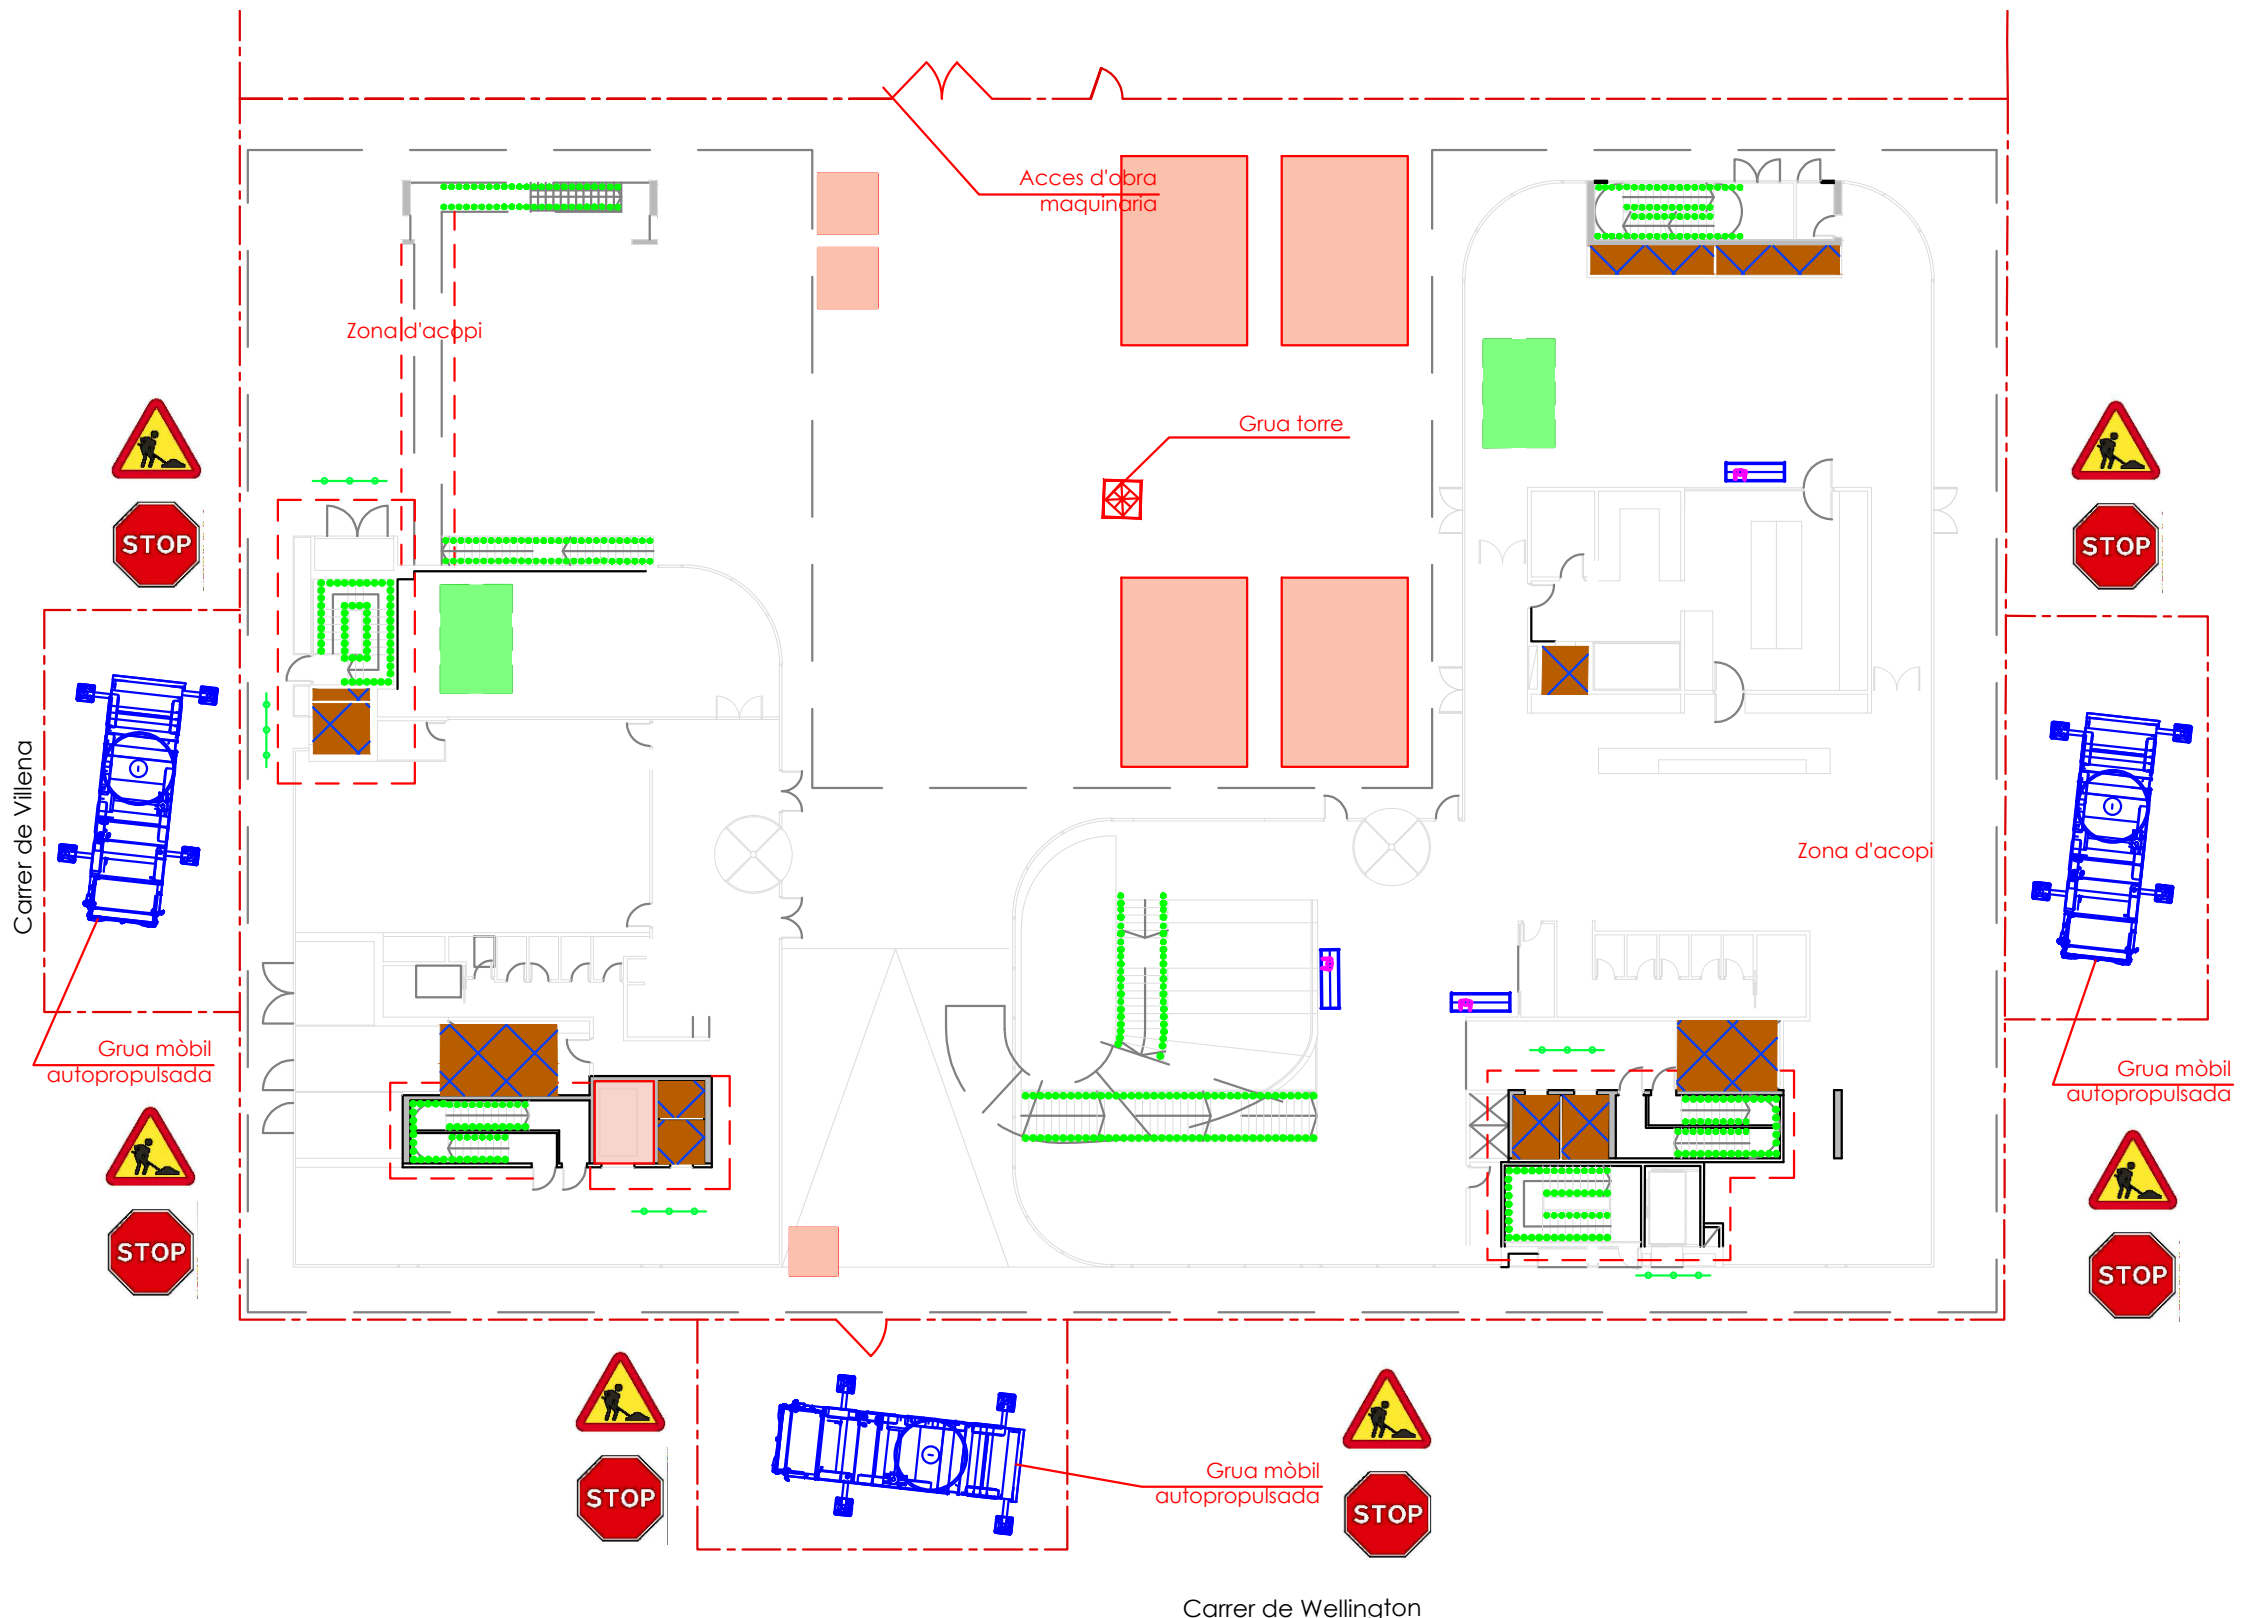 Acces d'obra
maquinaria
Zona d'acopi
Grua torre
STOP
STOP
Carrer de Villena
Zona d'acopi
Grua mòbil
autopropulsada
Grua mòbil
autopropulsada
STOP
STOP
Grua mòbil
autopropulsada
STOP
STOP
Carrer de Wellington